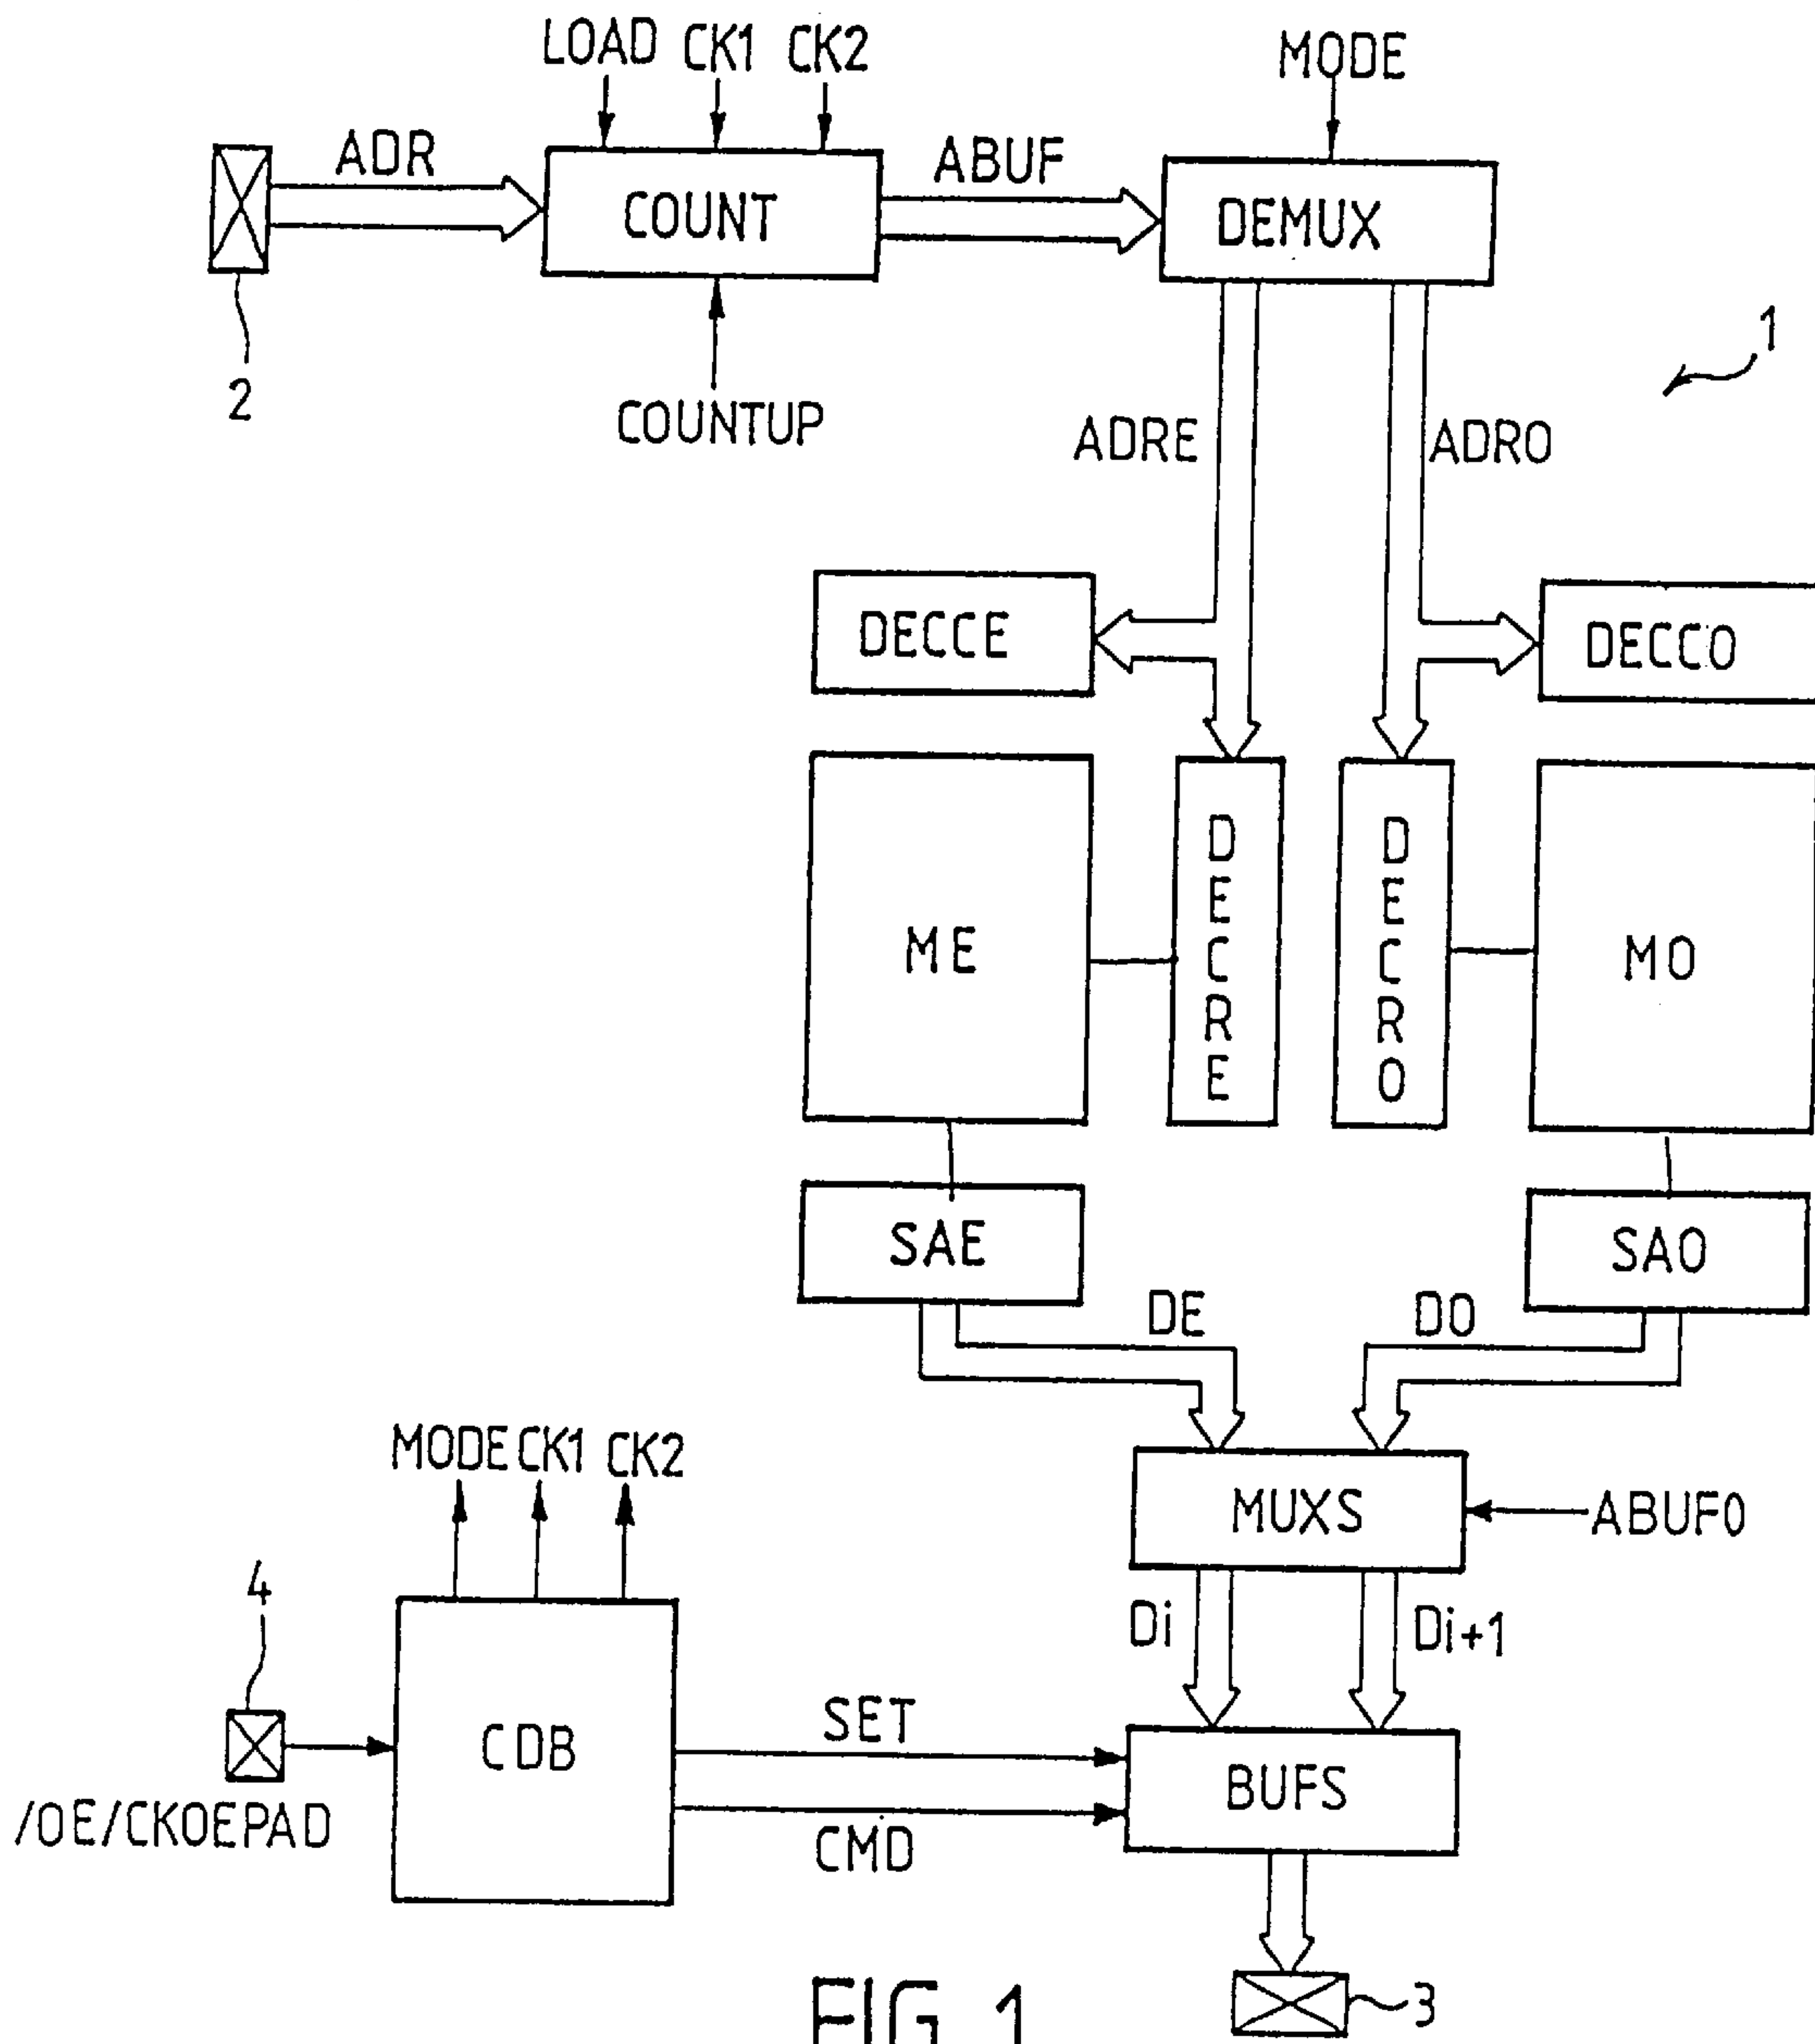 LOAD CK1 CK2
MODE
ADR
COUNT
ABUF
DEMUX
2
COUNTUP
1
ADRE
ADRO
DECCE
DECCO
ME
DECRE
DECRO
MO
SAE
SAO
DE
DO
MODE CK1 CK2
MUXS
ABUF0
4
Di
Di+1
CDB
SET
BUFS
/OE/CKOEPAD
CMD
3
FIG_1